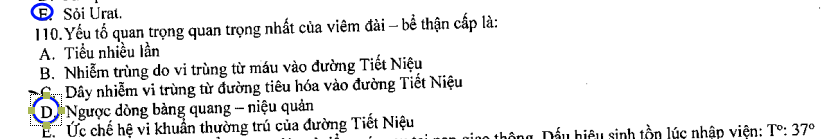 E. Sỏi Urat.
110. Yếu tố quan trọng quan trọng nhất của viêm đài – bể thận cấp là:
A. Tiểu nhiều lần
B. Nhiễm trùng do vi trùng từ máu vào đường Tiết Niệu
C. Dây nhiễm vi trùng từ đường tiêu hóa vào đường Tiết Niệu
D. Ngược dòng bàng quang – niệu quản
E. Ức chế hệ vi khuẩn thường trú của đường Tiết Niệu
giao thông. Dấu hiệu sinh tồn lúc nhập viện: Tº: 37º